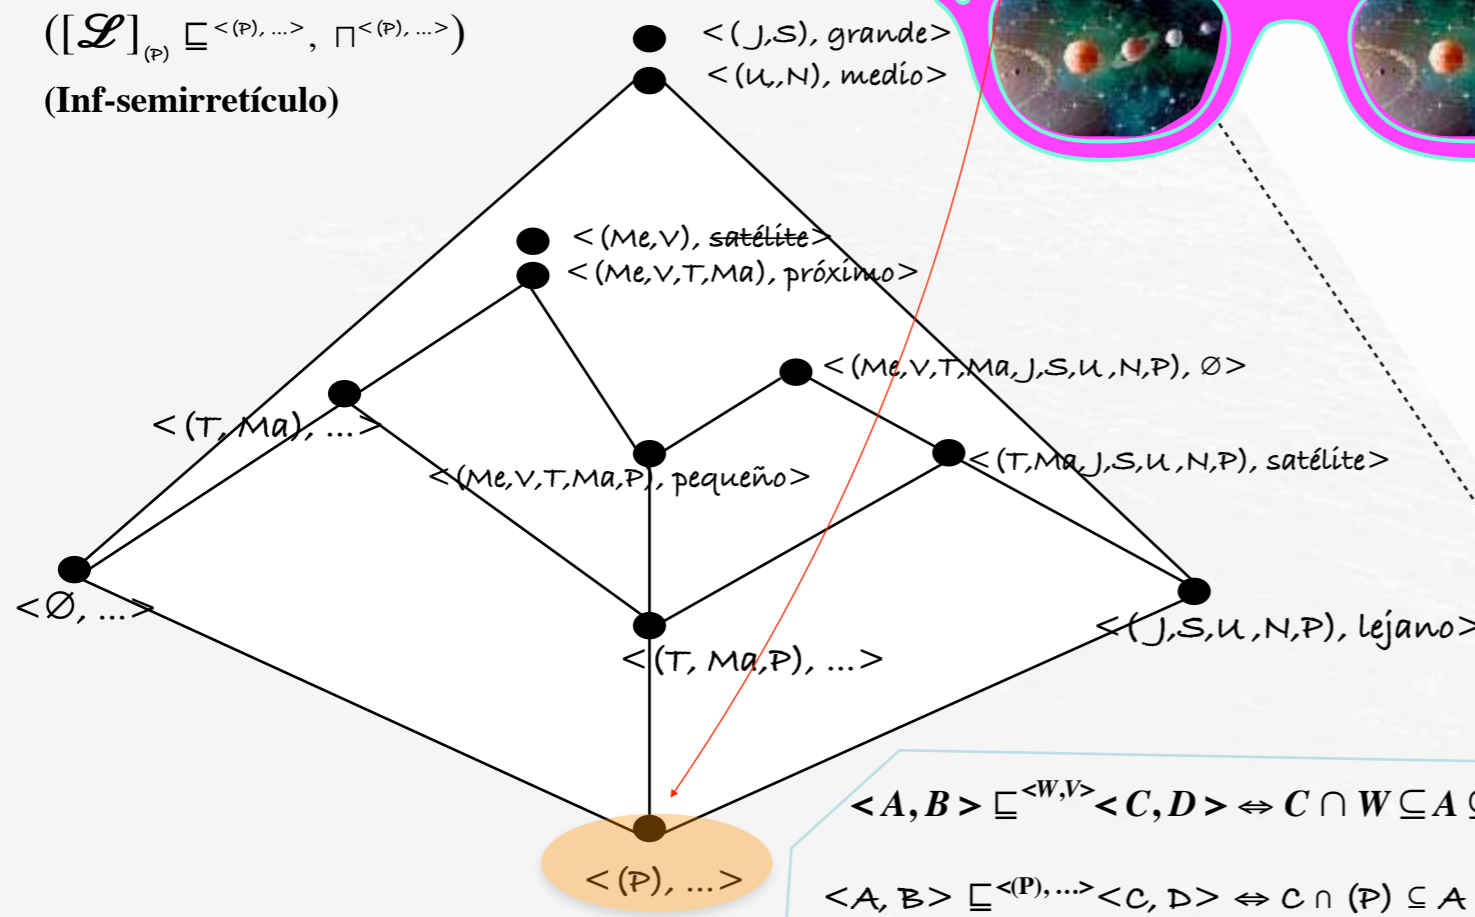 ([ℒ]₍P₎ ⊑<(P), ...>, ⊓<(P), ...>)
(Inf-semirretículo)
<(J,S), grande>
<(U,,N), medio>
<(Me,V), satélite>
<(Me,V,T,Ma), próximo>
<(Me,V,T,Ma,J,S,U,N,P), ∅>
<(T, Ma), ...>
<(Me,V,T,Ma,P), pequeño>
<(T,Ma,J,S,U,N,P), satélite>
<∅, ...>
<(J,S,U,N,P), lejano>
<(T, Ma,P), ...>
<A, B> ⊑<W,V> <C, D> ⇔ C ∩ W ⊆ A ⊆
<(P), ...>
<A, B> ⊑<(P), ...> <C, D> ⇔ C ∩ (P) ⊆ A